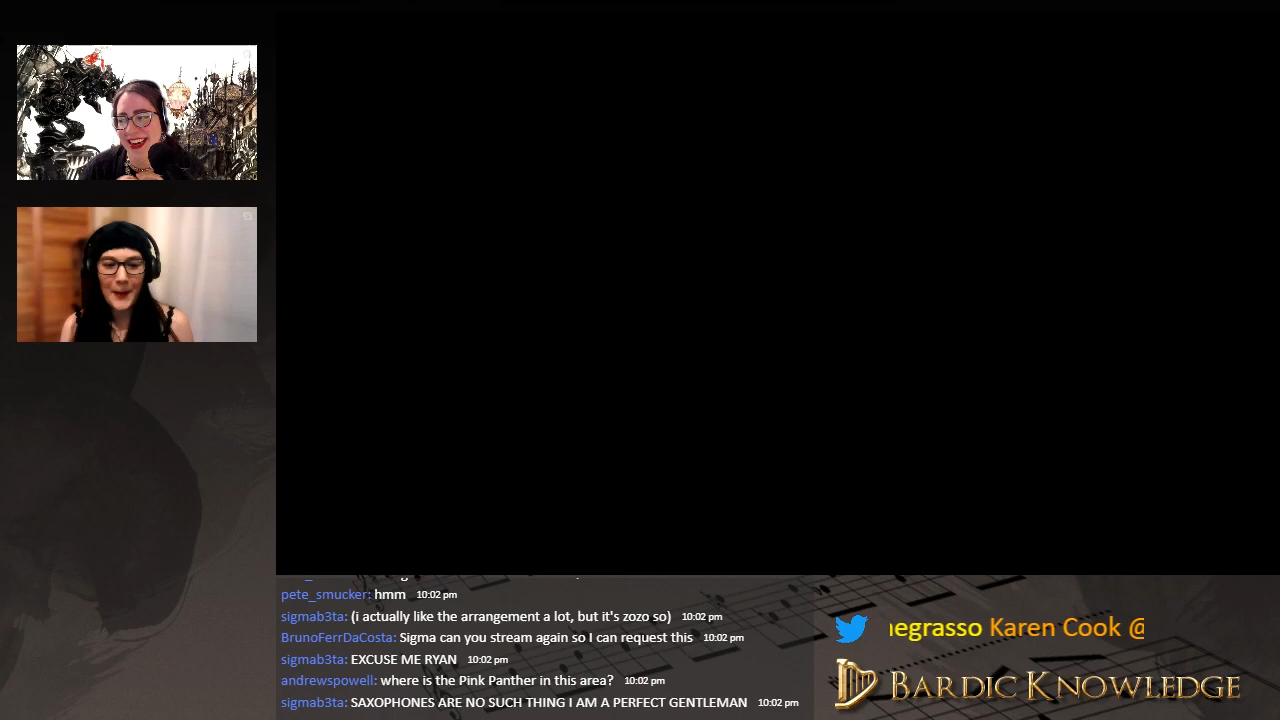 pete_smucker: hmm 10:02 pm
sigmab3ta: (i actually like the arrangement a lot, but it's zozo so) 10:02 pm
BrunoFerrDaCosta: Sigma can you stream again so I can request this 10:02 pm
sigmab3ta: EXCUSE ME RYAN 10:02 pm
andrewspowell: where is the Pink Panther in this area? 10:02 pm
sigmab3ta: SAXOPHONES ARE NO SUCH THING I AM A PERFECT GENTLEMAN 10:02 pm
negrasso Karen Cook @
BARDIC KNOWLEDGE